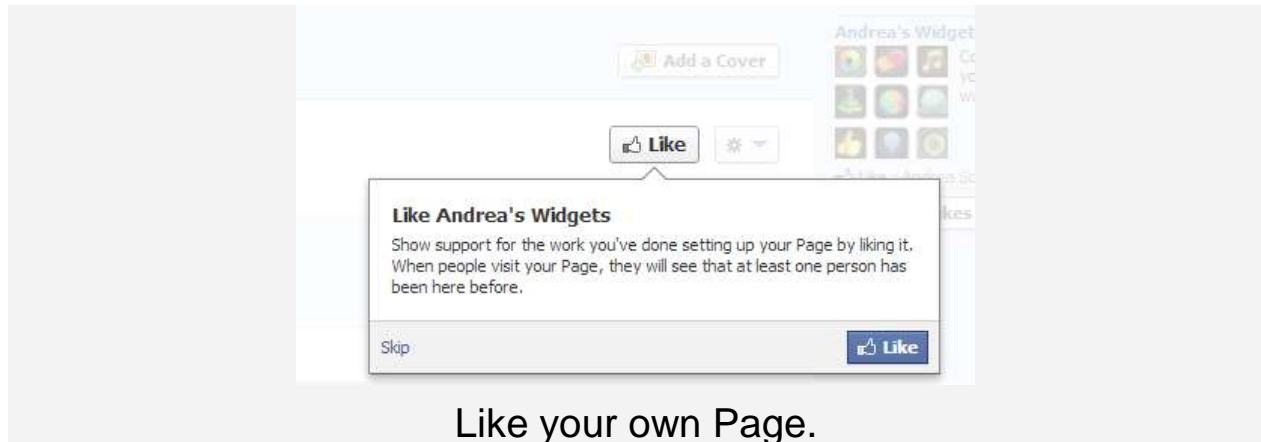 Andrea's Widget
Add a Cover
Like
Like Andrea's Widgets
Show support for the work you've done setting up your Page by liking it.
When people visit your Page, they will see that at least one person has
been here before.
Skip
Like
Like your own Page.